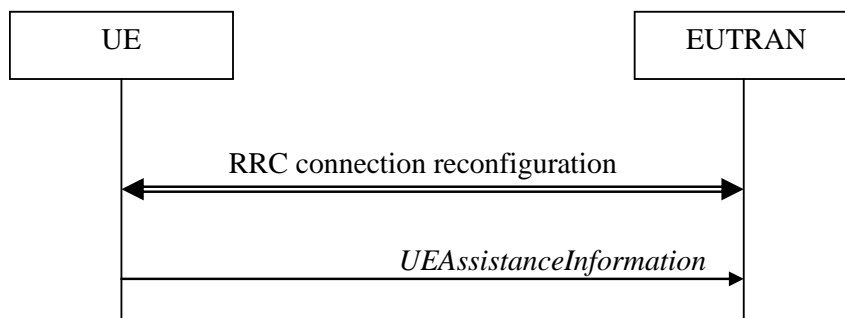 UE
EUTRAN
RRC connection reconfiguration
UEAssistanceInformation